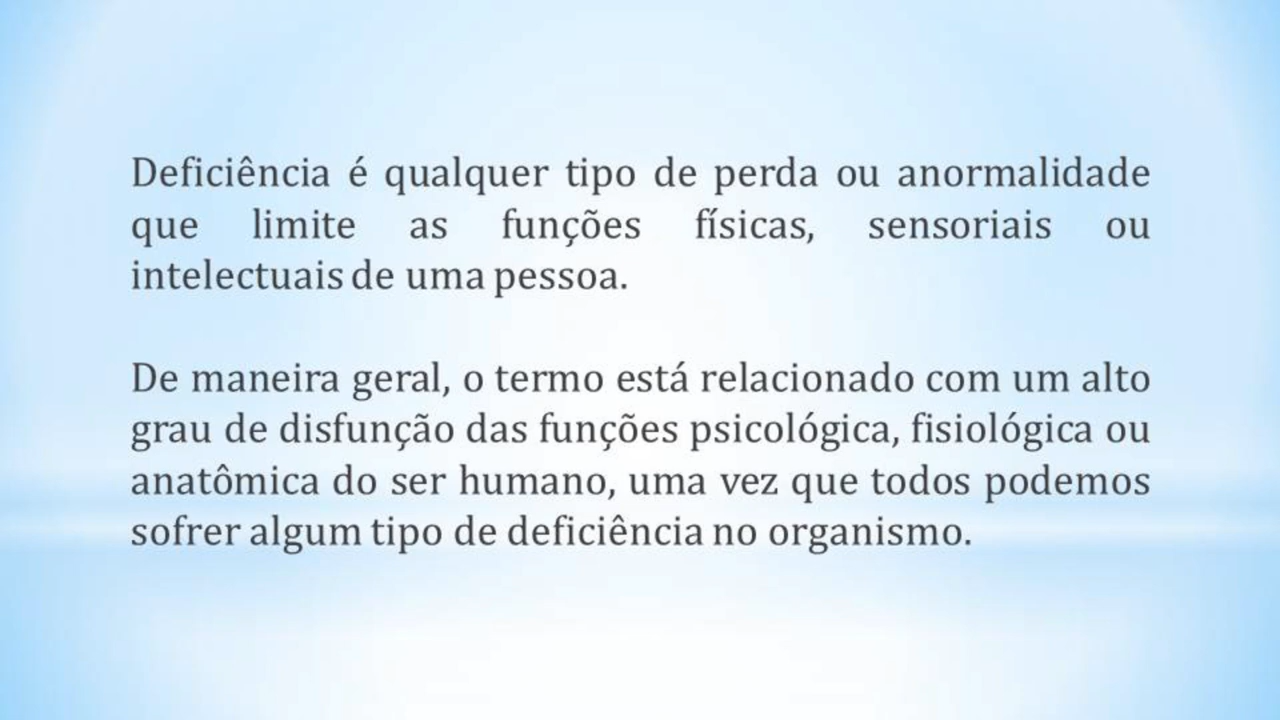 Deficiência é qualquer tipo de perda ou anormalidade
que limite as funções físicas, sensoriais ou
intelectuais de uma pessoa.
De maneira geral, o termo está relacionado com um alto
grau de disfunção das funções psicológica, fisiológica ou
anatômica do ser humano, uma vez que todos podemos
sofrer algum tipo de deficiência no organismo.